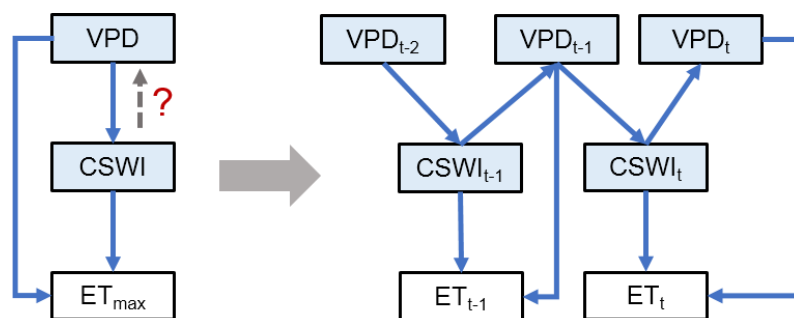 VPD
?
CSWI
ETmax
VPDt-2
VPDt-1
VPDt
CSWIt-1
CSWIt
ETt-1
ETt